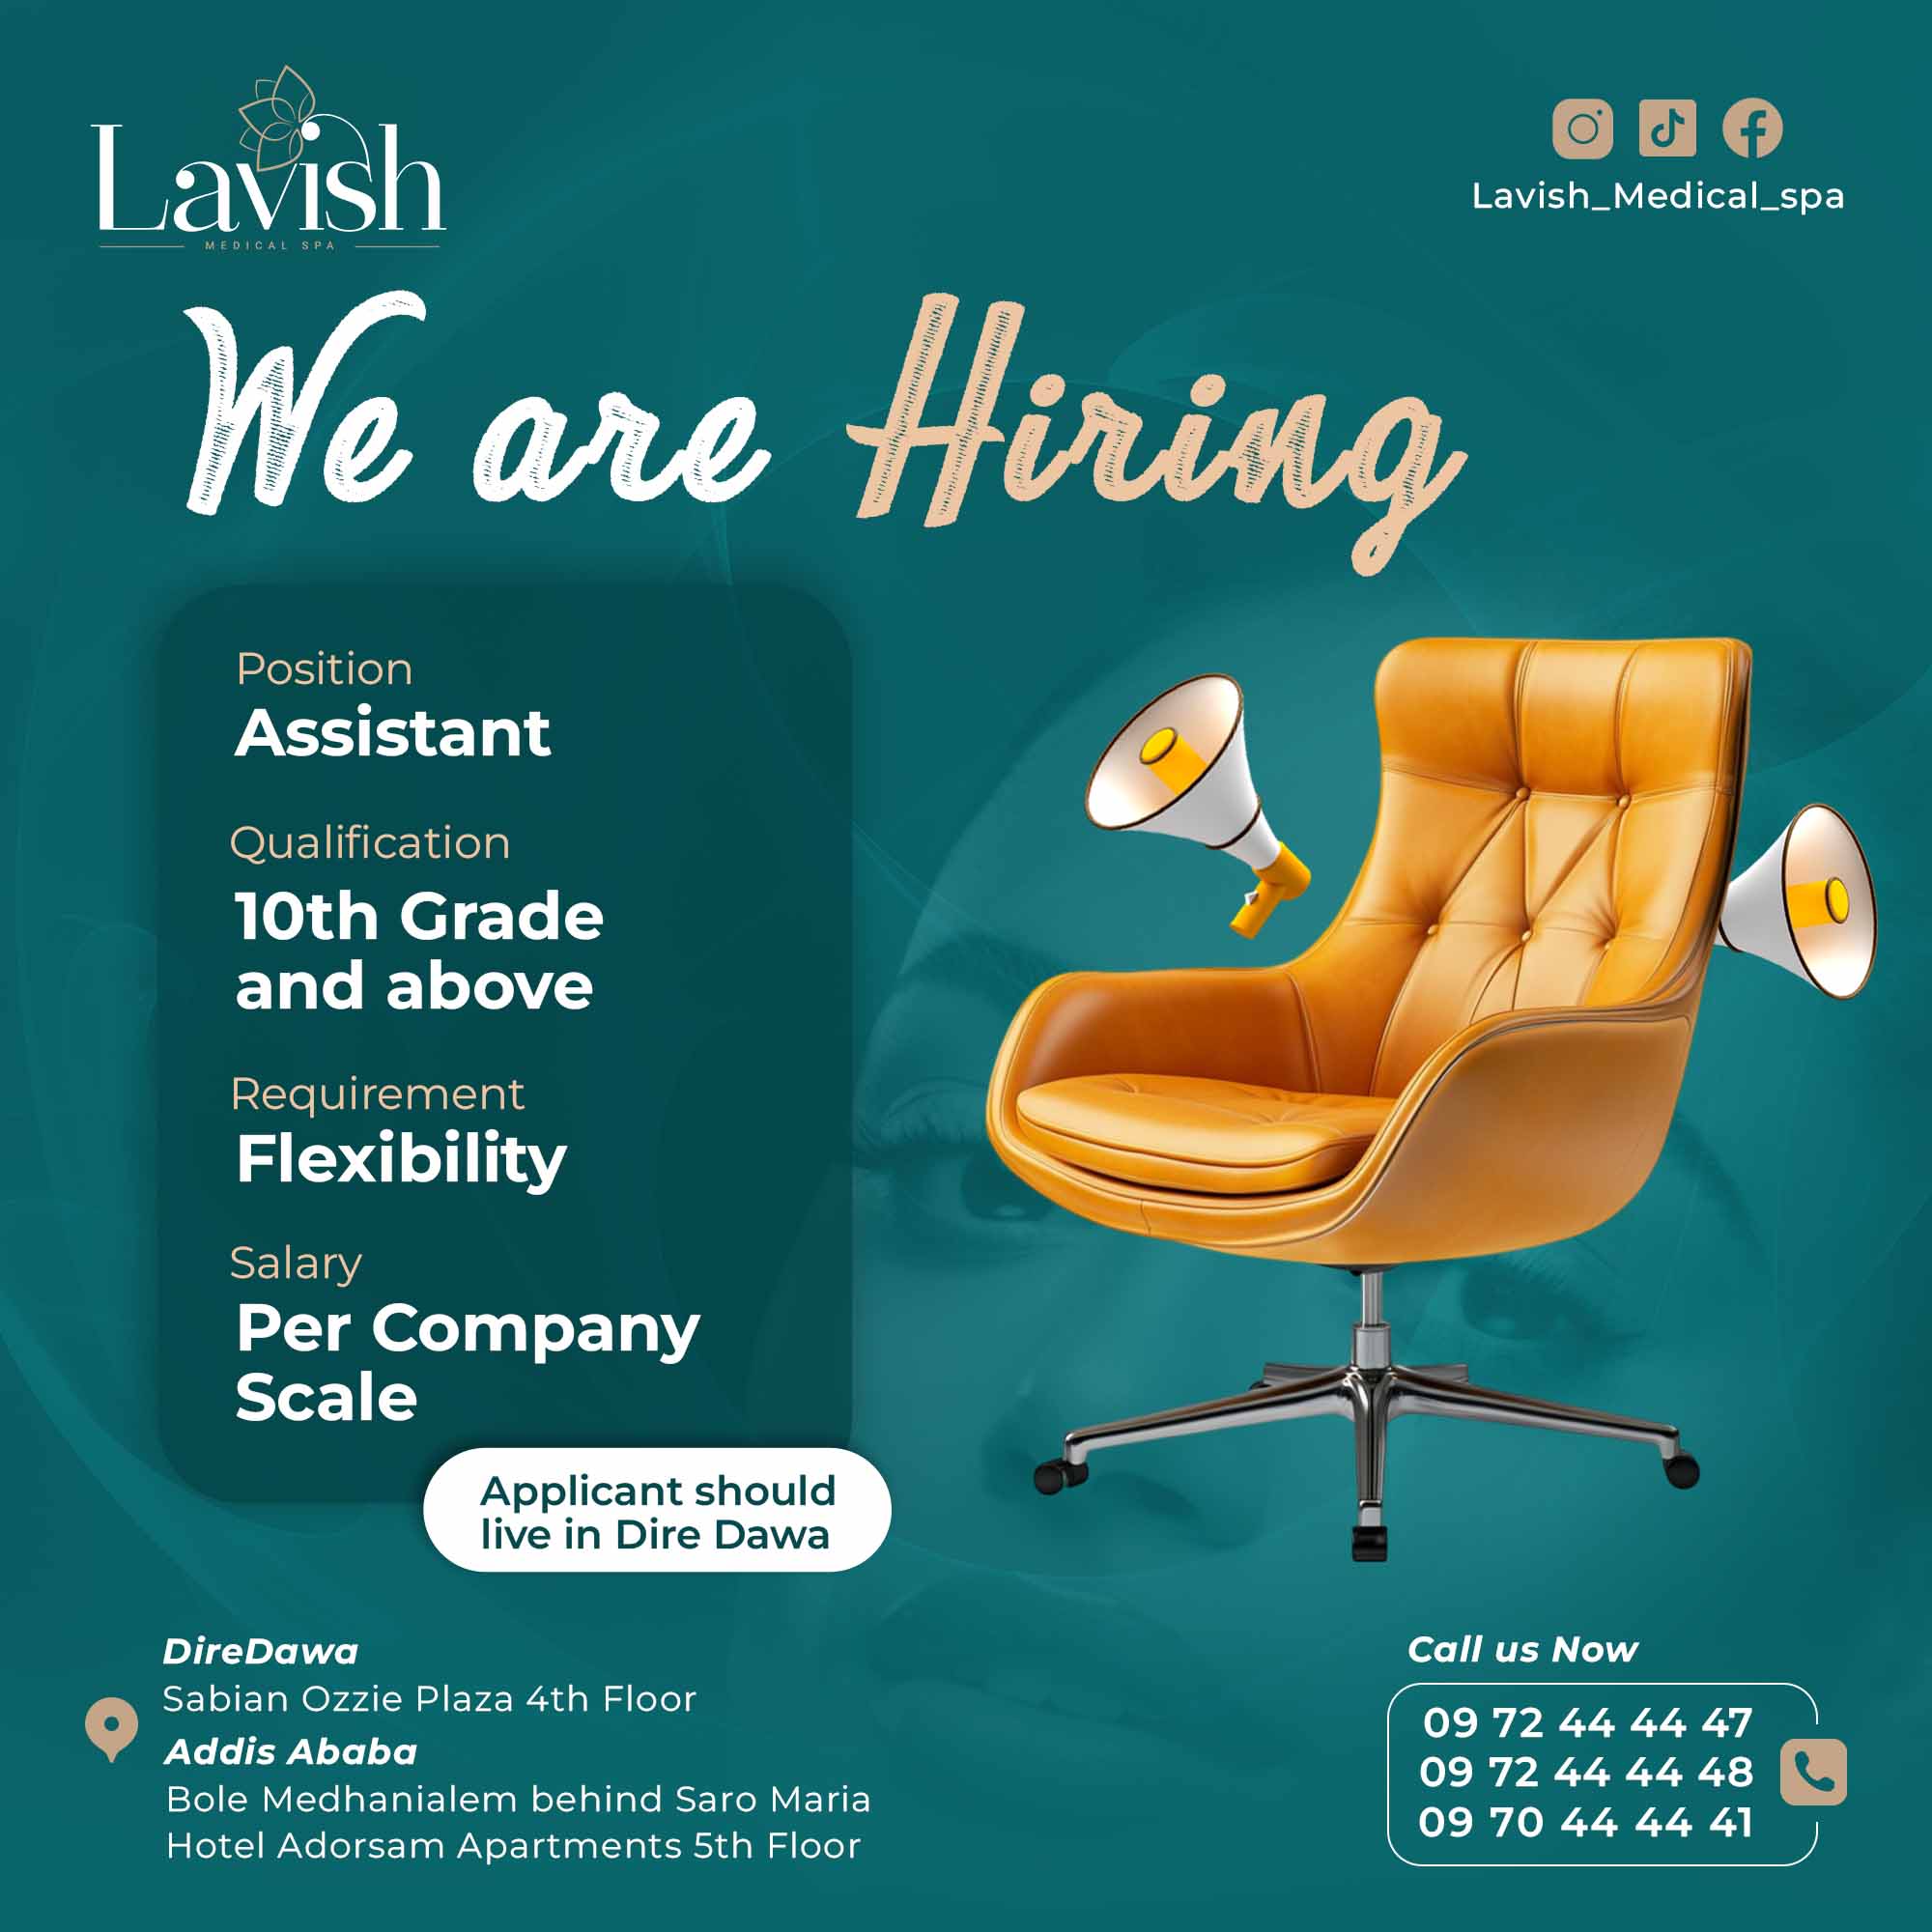 Lavish
MEDICAL SPA
Lavish_Medical_spa
We are Hiring
Position
Assistant
Qualification
10th Grade
and above
Requirement
Flexibility
Salary
Per Company
Scale
Applicant should
live in Dire Dawa
DireDawa
Sabian Ozzie Plaza 4th Floor
Addis Ababa
Bole Medhanialem behind Saro Maria
Hotel Adorsam Apartments 5th Floor
Call us Now
09 72 44 44 47
09 72 44 44 48
09 70 44 44 41